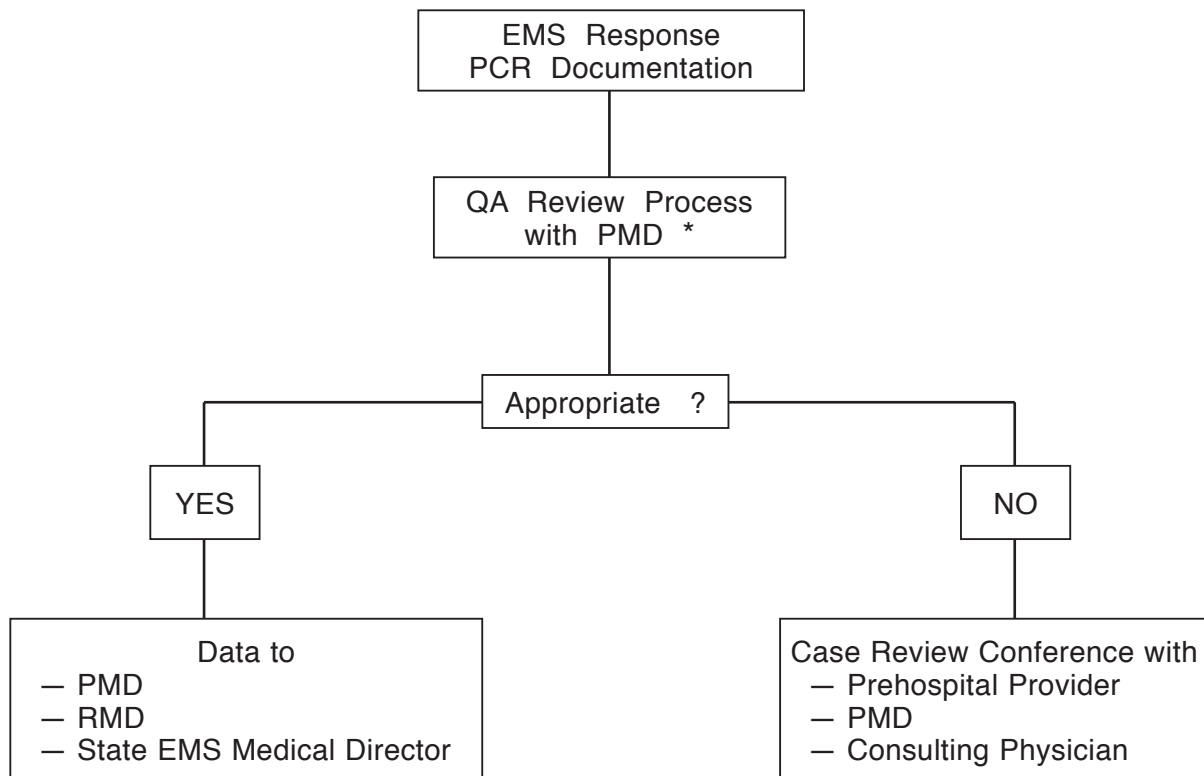 EMS Response
PCR Documentation
QA Review Process
with PMD *
Appropriate ?
YES
NO
Data to
— PMD
— RMD
— State EMS Medical Director
Case Review Conference with
— Prehospital Provider
— PMD
— Consulting Physician